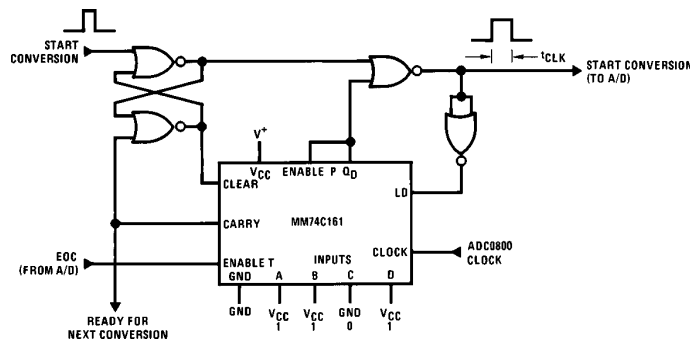 START
CONVERSION
tCLK
START CONVERSION
(TO A/D)
V+
VCC ENABLE P QD
CLEAR
LD
CARRY
MM74C161
EOC
(FROM A/D)
ENABLE T
INPUTS
CLOCK
ADC0800
CLOCK
GND A B C D
GND VCC VCC GND VCC
1 1 0 1
READY FOR
NEXT CONVERSION